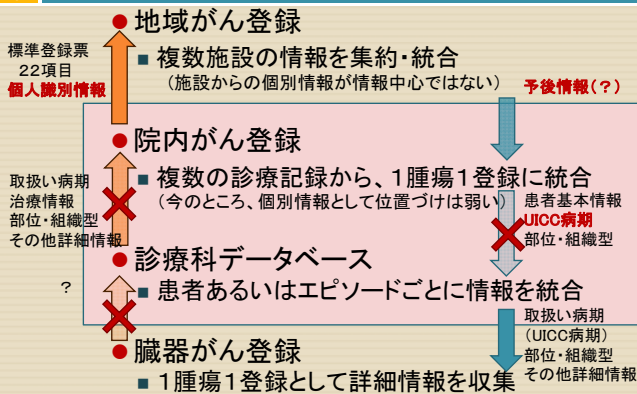 ●地域がん登録
標準登録票
22項目
個人識別情報
■ 複数施設の情報を集約・統合
（施設からの個別情報が情報中心ではない）
予後情報(?)
●院内がん登録
■ 複数の診療記録から、1腫瘍1登録に統合
（今のところ、個別情報として位置づけは弱い）
取扱い病期
治療情報
部位・組織型
その他詳細情報
患者基本情報
UICC病期
部位・組織型
●診療科データベース
?
■ 患者あるいはエピソードごとに情報を統合
取扱い病期
(UICC病期)
部位・組織型
その他詳細情報
●臓器がん登録
■ 1腫瘍1登録として詳細情報を収集